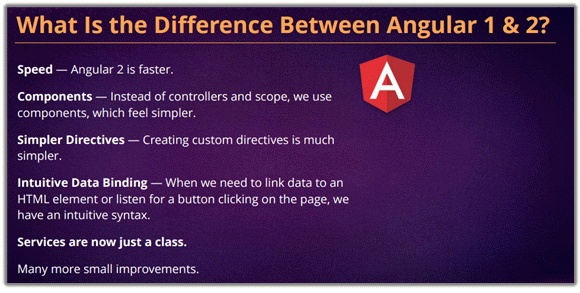 What Is the Difference Between Angular 1 & 2?
Speed — Angular 2 is faster.
A
Components — Instead of controllers and scope, we use
components, which feel simpler.
Simpler Directives — Creating custom directives is much
simpler.
Intuitive Data Binding — When we need to link data to an
HTML element or listen for a button clicking on the page, we
have an intuitive syntax.
Services are now just a class.
Many more small improvements.